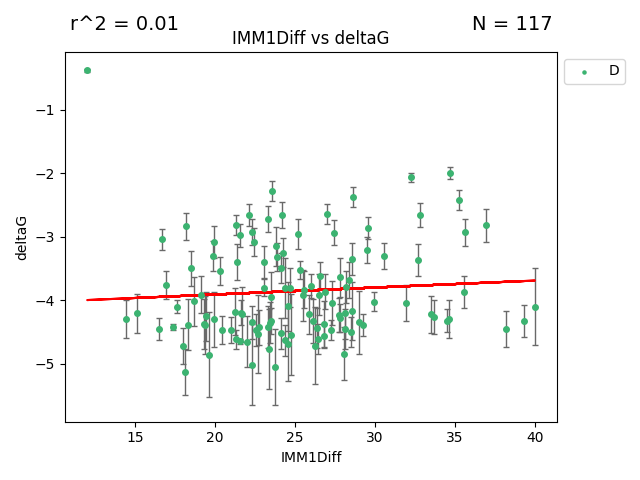 r^2 = 0.01
N = 117
IMM1Diff vs deltaG
D
deltaG
−1
−2
−3
−4
−5
15 20 25 30 35 40
IMM1Diff